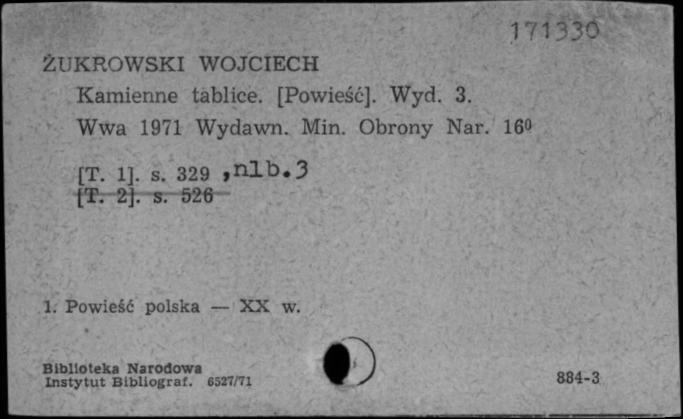 171330
ŻUKROWSKI WOJCIECH
Kamienne tablice. [Powieść]. Wyd. 3.
Wwa 1971 Wydawn. Min. Obrony Nar. 16⁰
[T. 1]. s. 329 ,nlb.3
[T. 2]. s. 526
1. Powieść polska — XX w.
Biblioteka Narodowa
Instytut Bibliograf. 6527/71
884-3